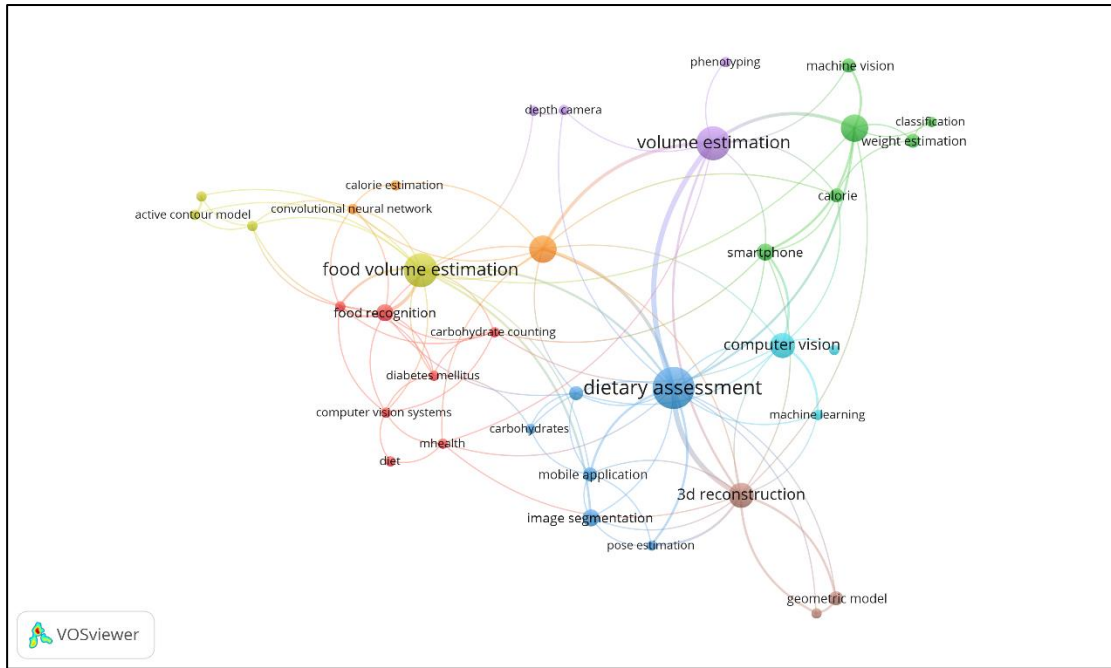 phenotyping
machine vision
depth camera
classification
volume estimation
weight estimation
calorie estimation
calorie
convolutional neural network
active contour model
smartphone
food volume estimation
food recognition
carbohydrate counting
computer vision
diabetes mellitus
dietary assessment
computer vision systems
machine learning
carbohydrates
mhealth
diet
mobile application
3d reconstruction
image segmentation
pose estimation
geometric model
VOSviewer